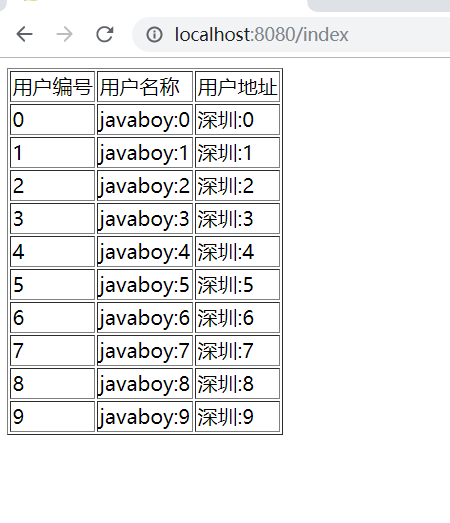 localhost:8080/index
用户编号 用户名称 用户地址
0 javaboy:0 深圳:0
1 javaboy:1 深圳:1
2 javaboy:2 深圳:2
3 javaboy:3 深圳:3
4 javaboy:4 深圳:4
5 javaboy:5 深圳:5
6 javaboy:6 深圳:6
7 javaboy:7 深圳:7
8 javaboy:8 深圳:8
9 javaboy:9 深圳:9